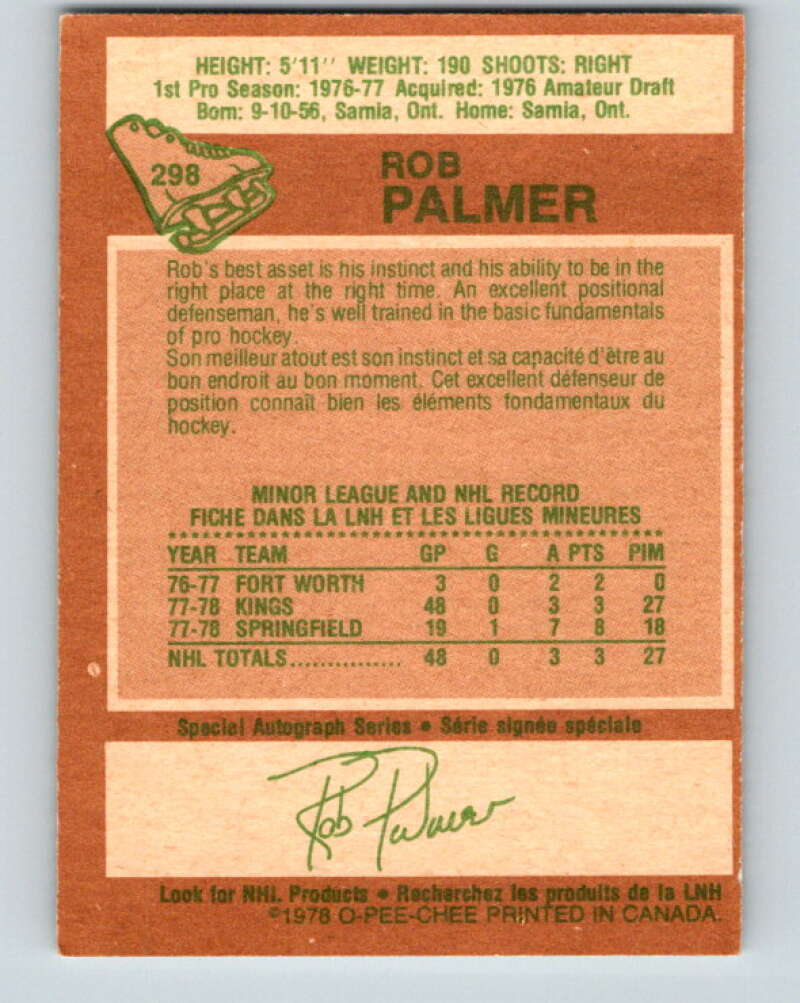 HEIGHT: 5'11" WEIGHT: 190 SHOOTS: RIGHT
1st Pro Season: 1976-77 Acquired: 1976 Amateur Draft
Born: 9-10-56, Sarnia, Ont. Home: Sarnia, Ont.
298
ROB
PALMER
Rob's best asset is his instinct and his ability to be in the
right place at the right time. An excellent positional
defenseman, he's well trained in the basic fundamentals
of pro hockey.
Son meilleur atout est son instinct et sa capacité d'être au
bon endroit au bon moment. Cet excellent défenseur de
position connaît bien les éléments fondamentaux du
hockey.
MINOR LEAGUE AND NHL RECORD
FICHE DANS LA LNH ET LES LIGUES MINEURES
YEAR TEAM GP G A PTS PIM
76-77 FORT WORTH 3 0 2 2 0
77-78 KINGS 48 0 3 3 27
77-78 SPRINGFIELD 19 1 7 8 18
NHL TOTALS............... 48 0 3 3 27
Special Autograph Series • Série signée spéciale
Rob Palmer
Look for NHL Products • Recherchez les produits de la LNH
©1978 O-PEE-CHEE PRINTED IN CANADA.